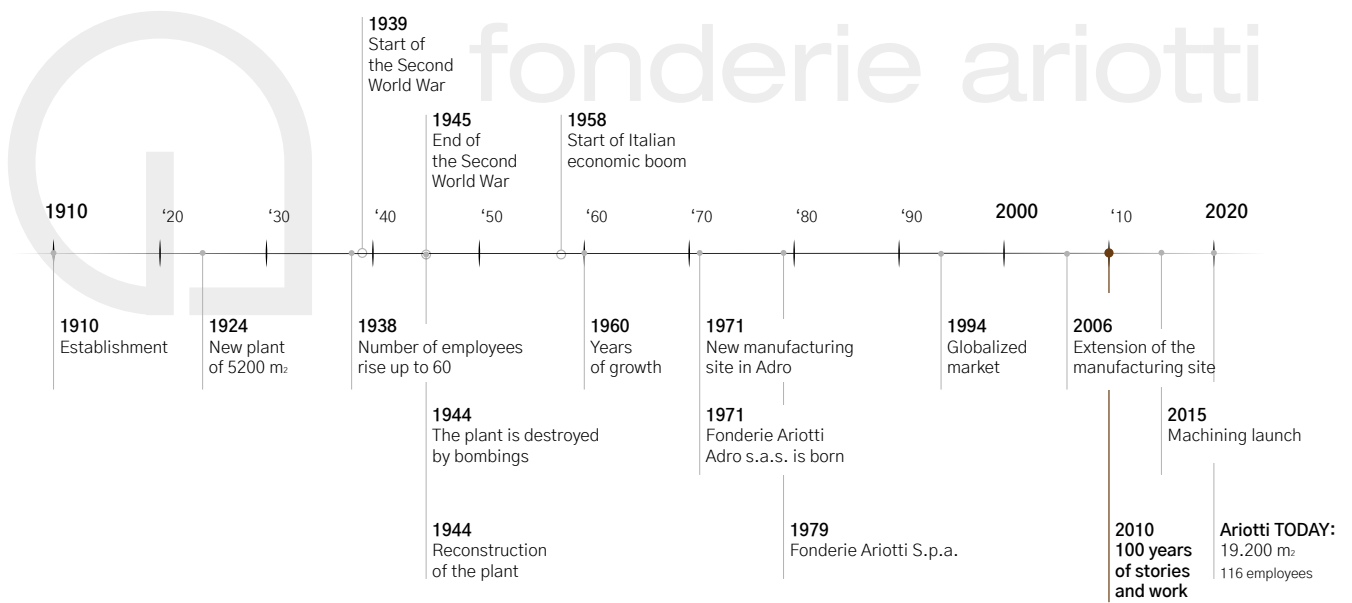 fonderie ariotti
1939
Start of
the Second
World War
1945
End of
the Second
World War
1958
Start of Italian
economic boom
1910
‘20
‘30
‘40
‘50
‘60
‘70
‘80
‘90
2000
‘10
2020
1910
Establishment
1924
New plant
of 5200 m2
1938
Number of employees
rise up to 60
1960
Years
of growth
1971
New manufacturing
site in Adro
1994
Globalized
market
2006
Extension of the
manufacturing site
1944
The plant is destroyed
by bombings
1971
Fonderie Ariotti
Adro s.a.s. is born
2015
Machining launch
1944
Reconstruction
of the plant
1979
Fonderie Ariotti S.p.a.
2010
100 years
of stories
and work
Ariotti TODAY:
19.200 m2
116 employees